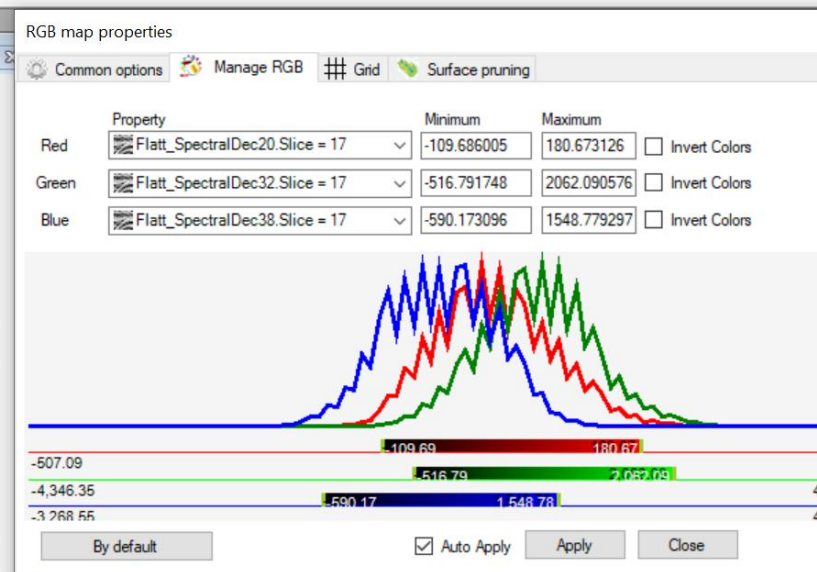 RGB map properties
Common options Manage RGB Grid Surface pruning
Property Minimum Maximum
Red Flatt_SpectralDec20.Slice = 17 -109.686005 180.673126 Invert Colors
Green Flatt_SpectralDec32.Slice = 17 -516.791748 2062.090576 Invert Colors
Blue Flatt_SpectralDec38.Slice = 17 -590.173096 1548.779297 Invert Colors
-109.69 180.67
-507.09
-516.79 2,062.09
-4,346.35
-590.17 1,548.78
-3,268.55
By default Auto Apply Apply Close